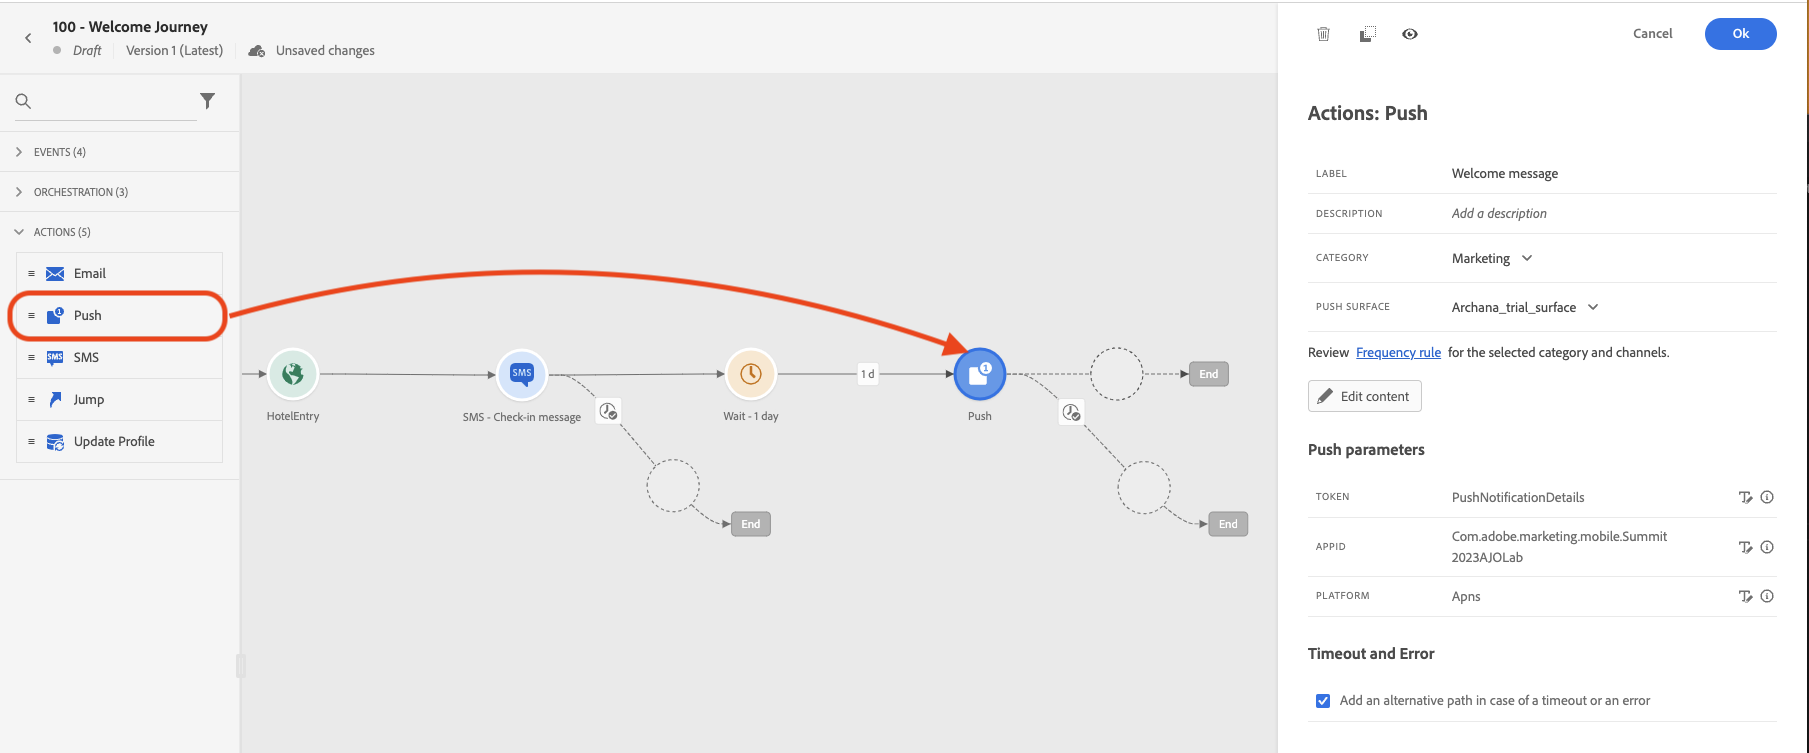 100 - Welcome Journey
Draft Version 1 (Latest) Unsaved changes
EVENTS (4)
ORCHESTRATION (3)
ACTIONS (5)
Email
1
Push
SMS SMS
Jump
Update Profile
HotelEntry
SMS
SMS - Check-in message
End
Wait - 1 day
1 d
1
Push
End
End
Cancel Ok
Actions: Push
LABEL Welcome message
DESCRIPTION Add a description
CATEGORY Marketing
PUSH SURFACE Archana_trial_surface
Review Frequency rule for the selected category and channels.
Edit content
Push parameters
TOKEN PushNotificationDetails
APPID Com.adobe.marketing.mobile.Summit
2023AJOLab
PLATFORM Apns
Timeout and Error
Add an alternative path in case of a timeout or an error